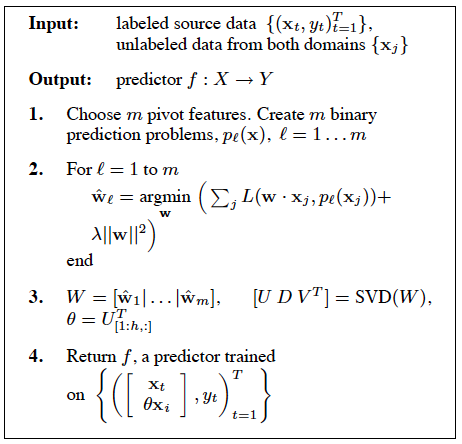 Input: labeled source data {(x_t, y_t)_{t=1}^T},
unlabeled data from both domains {x_j}
Output: predictor f : X → Y
1. Choose m pivot features. Create m binary
prediction problems, p_ℓ(x), ℓ = 1 . . . m
2. For ℓ = 1 to m
ŵ_ℓ = argmin_w ( ∑_j L(w · x_j, p_ℓ(x_j))+
λ||w||^2 )
end
3. W = [ŵ_1| . . . |ŵ_m], [U D V^T] = SVD(W),
θ = U^T_{[1:h,:]}
4. Return f, a predictor trained
on { ( [ x_t ; θx_i ] , y_t )_{t=1}^T }